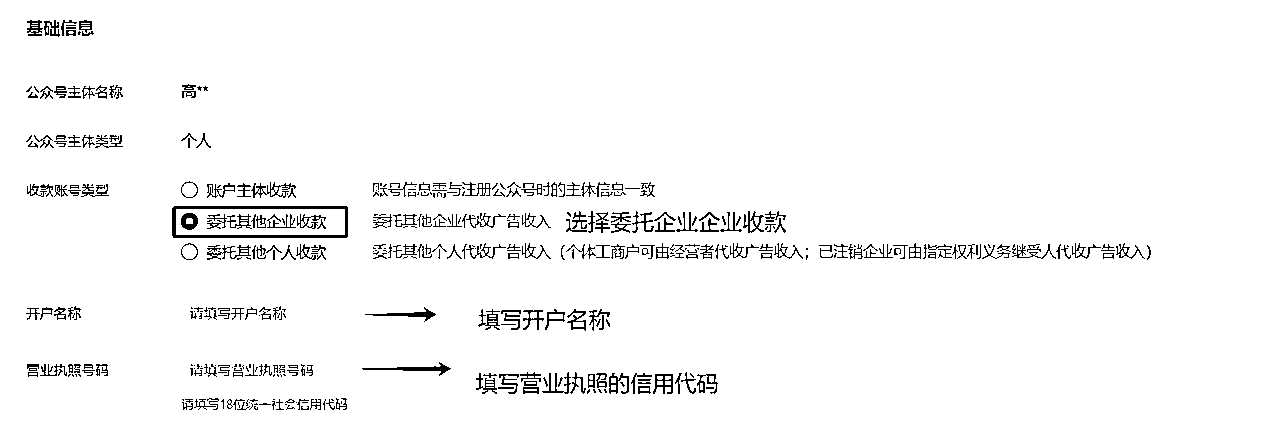 基础信息
公众号主体名称 高**
公众号主体类型 个人
收款账号类型 账户主体收款 账号信息需与注册公众号时的主体信息一致
委托其他企业收款 委托其他企业代收广告收入 选择委托企业企业收款
委托其他个人收款 委托其他个人代收广告收入（个体工商户可由经营者代收广告收入；已注销企业可由指定权利义务继受人代收广告收入）
开户名称 请填写开户名称 填写开户名称
营业执照号码 请填写营业执照号码 填写营业执照的信用代码
请填写18位统一社会信用代码